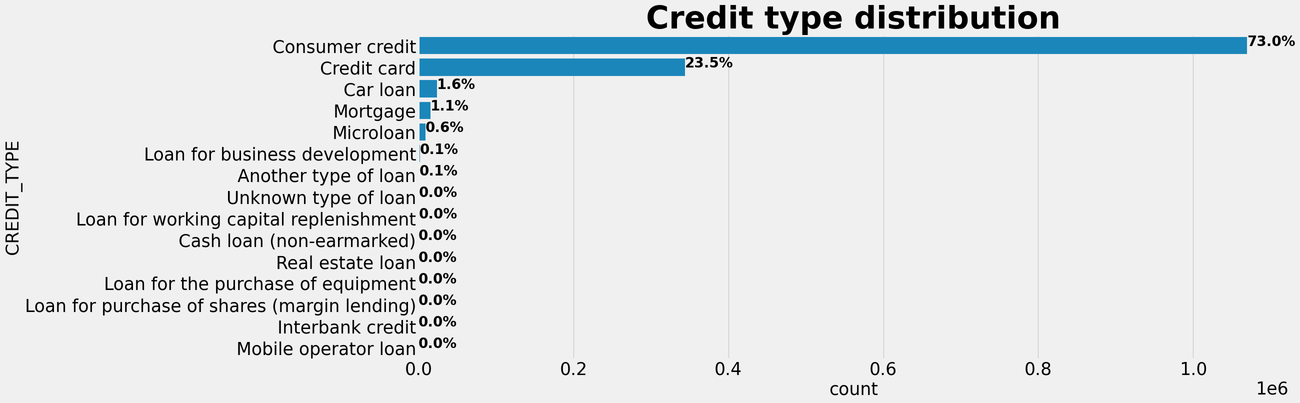 Credit type distribution
Consumer credit 73.0%
Credit card 23.5%
Car loan 1.6%
Mortgage 1.1%
Microloan 0.6%
Loan for business development 0.1%
Another type of loan 0.1%
Unknown type of loan 0.0%
Loan for working capital replenishment 0.0%
Cash loan (non-earmarked) 0.0%
Real estate loan 0.0%
Loan for the purchase of equipment 0.0%
Loan for purchase of shares (margin lending) 0.0%
Interbank credit 0.0%
Mobile operator loan 0.0%
CREDIT_TYPE
0.0 0.2 0.4 0.6 0.8 1.0
count
1e6